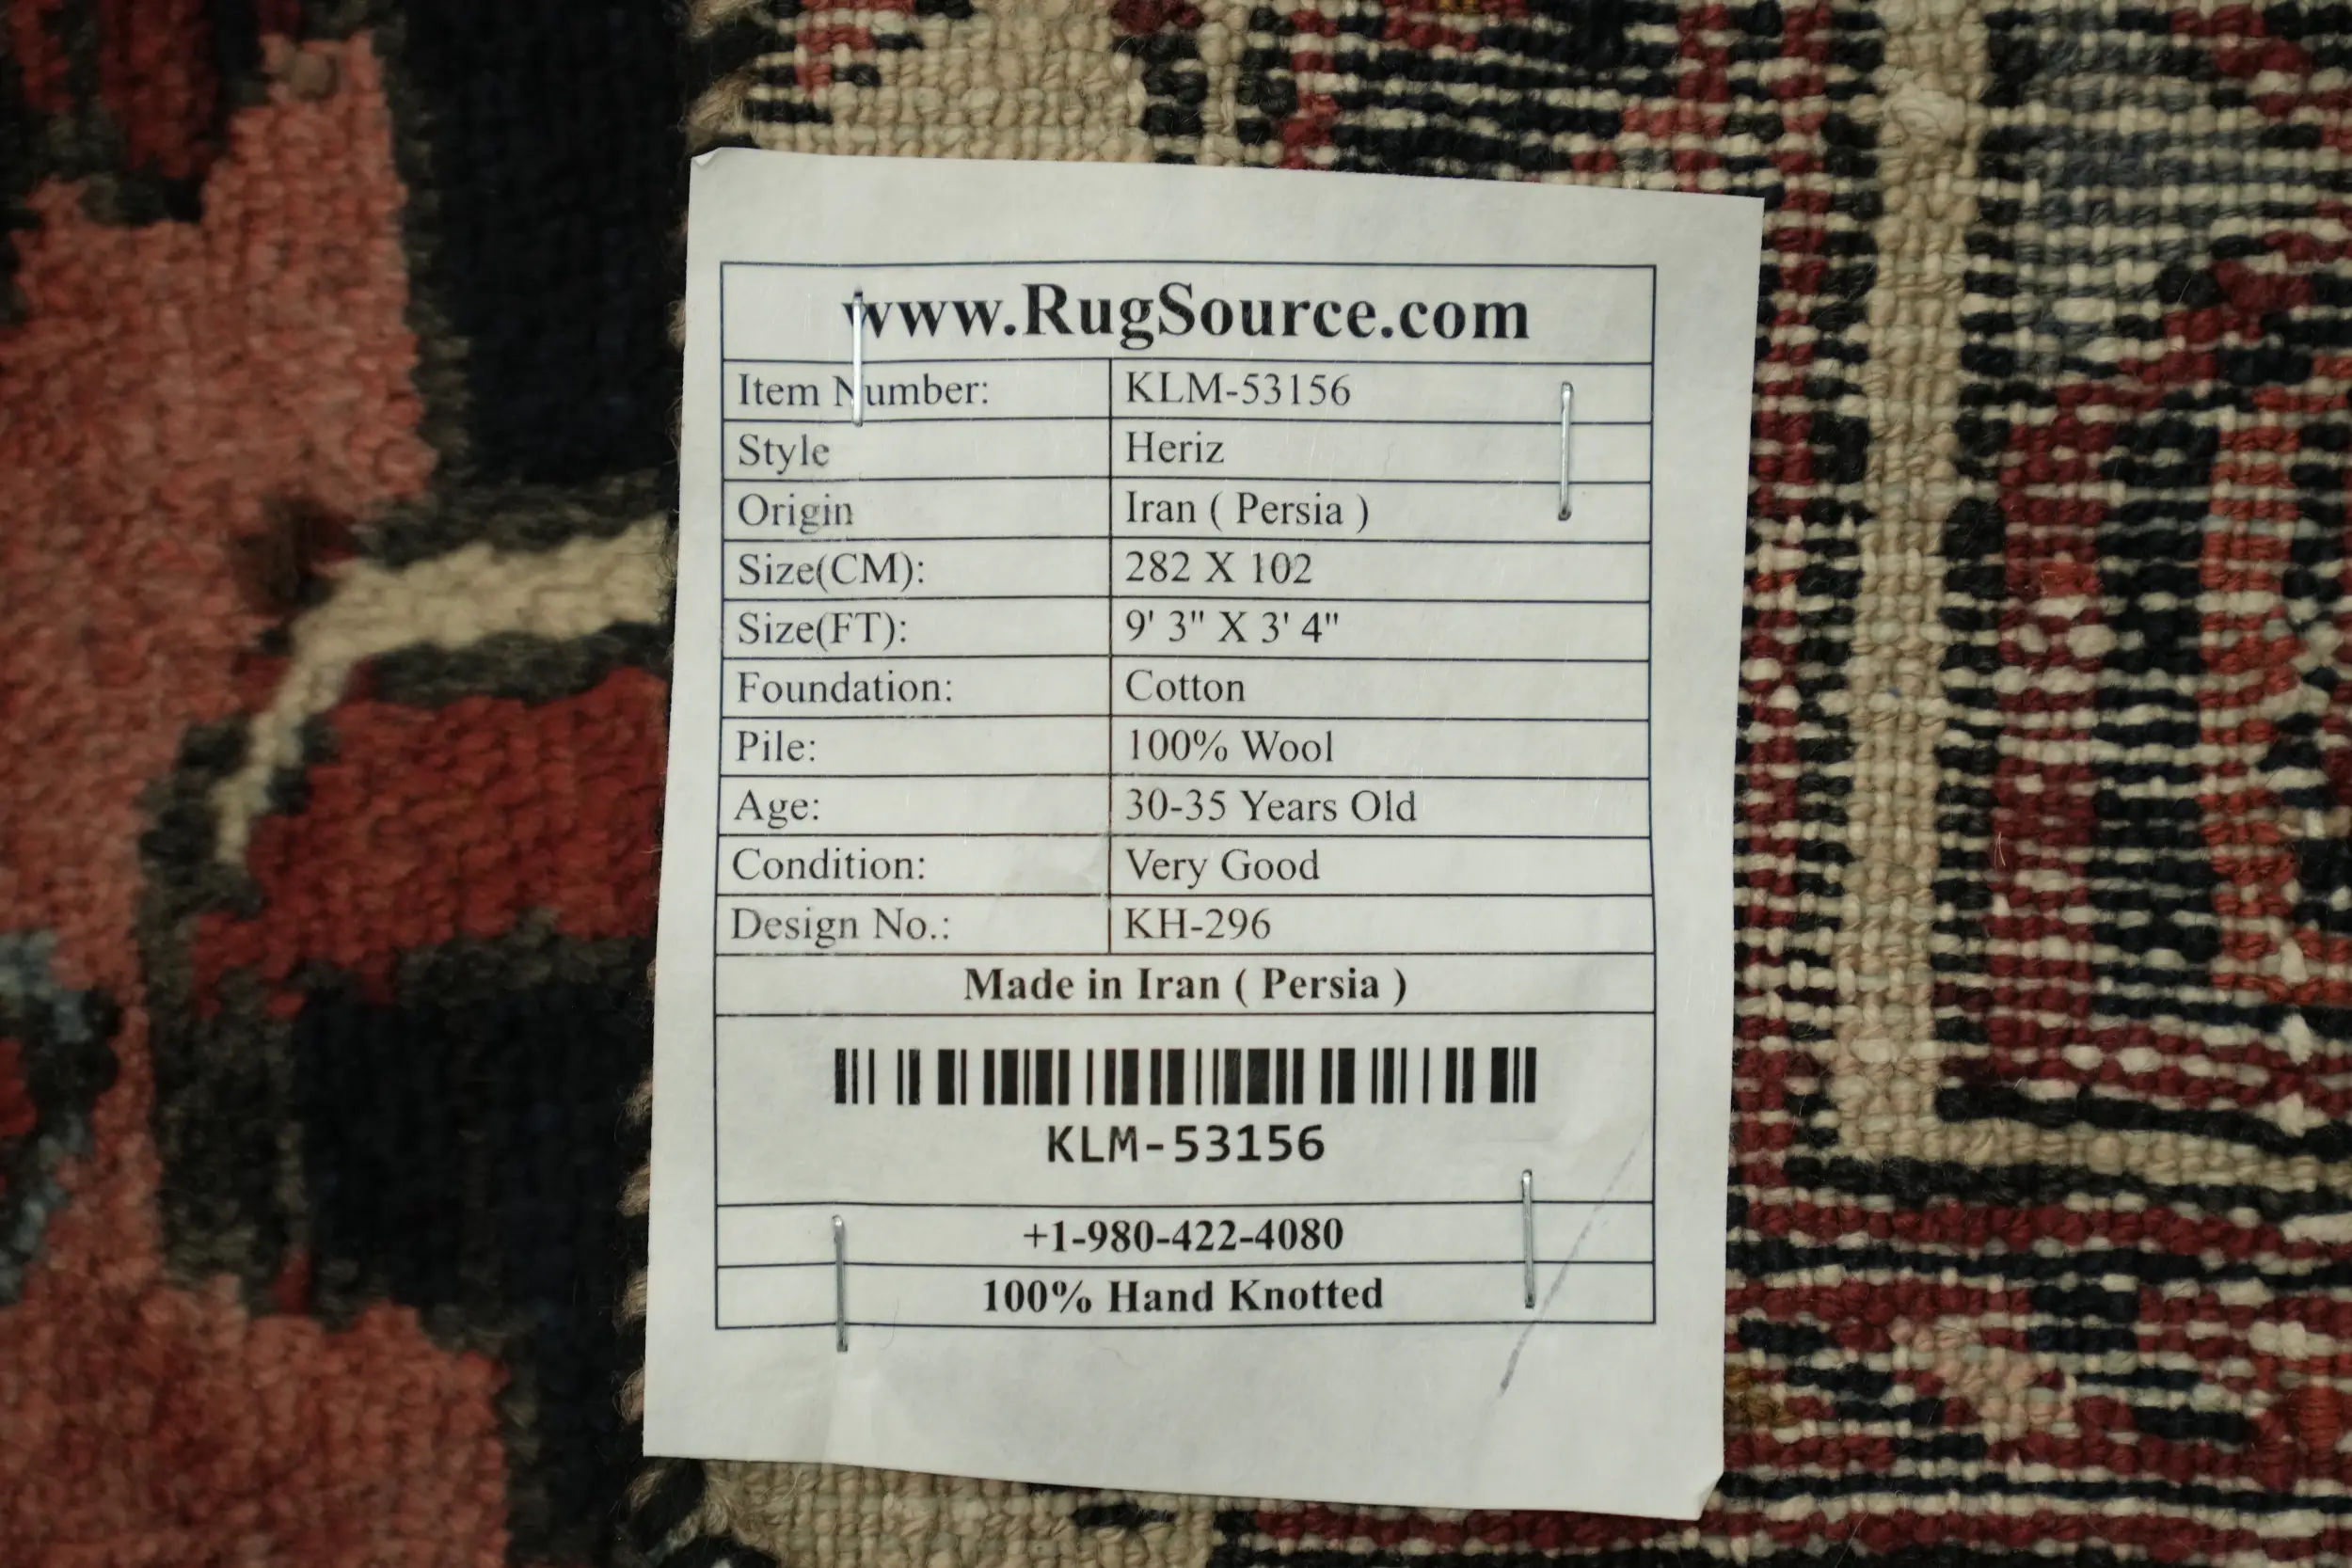 www.RugSource.com
Item Number: KLM-53156
Style Heriz
Origin Iran ( Persia )
Size(CM): 282 X 102
Size(FT): 9' 3" X 3' 4"
Foundation: Cotton
Pile: 100% Wool
Age: 30-35 Years Old
Condition: Very Good
Design No.: KH-296
Made in Iran ( Persia )
KLM-53156
+1-980-422-4080
100% Hand Knotted